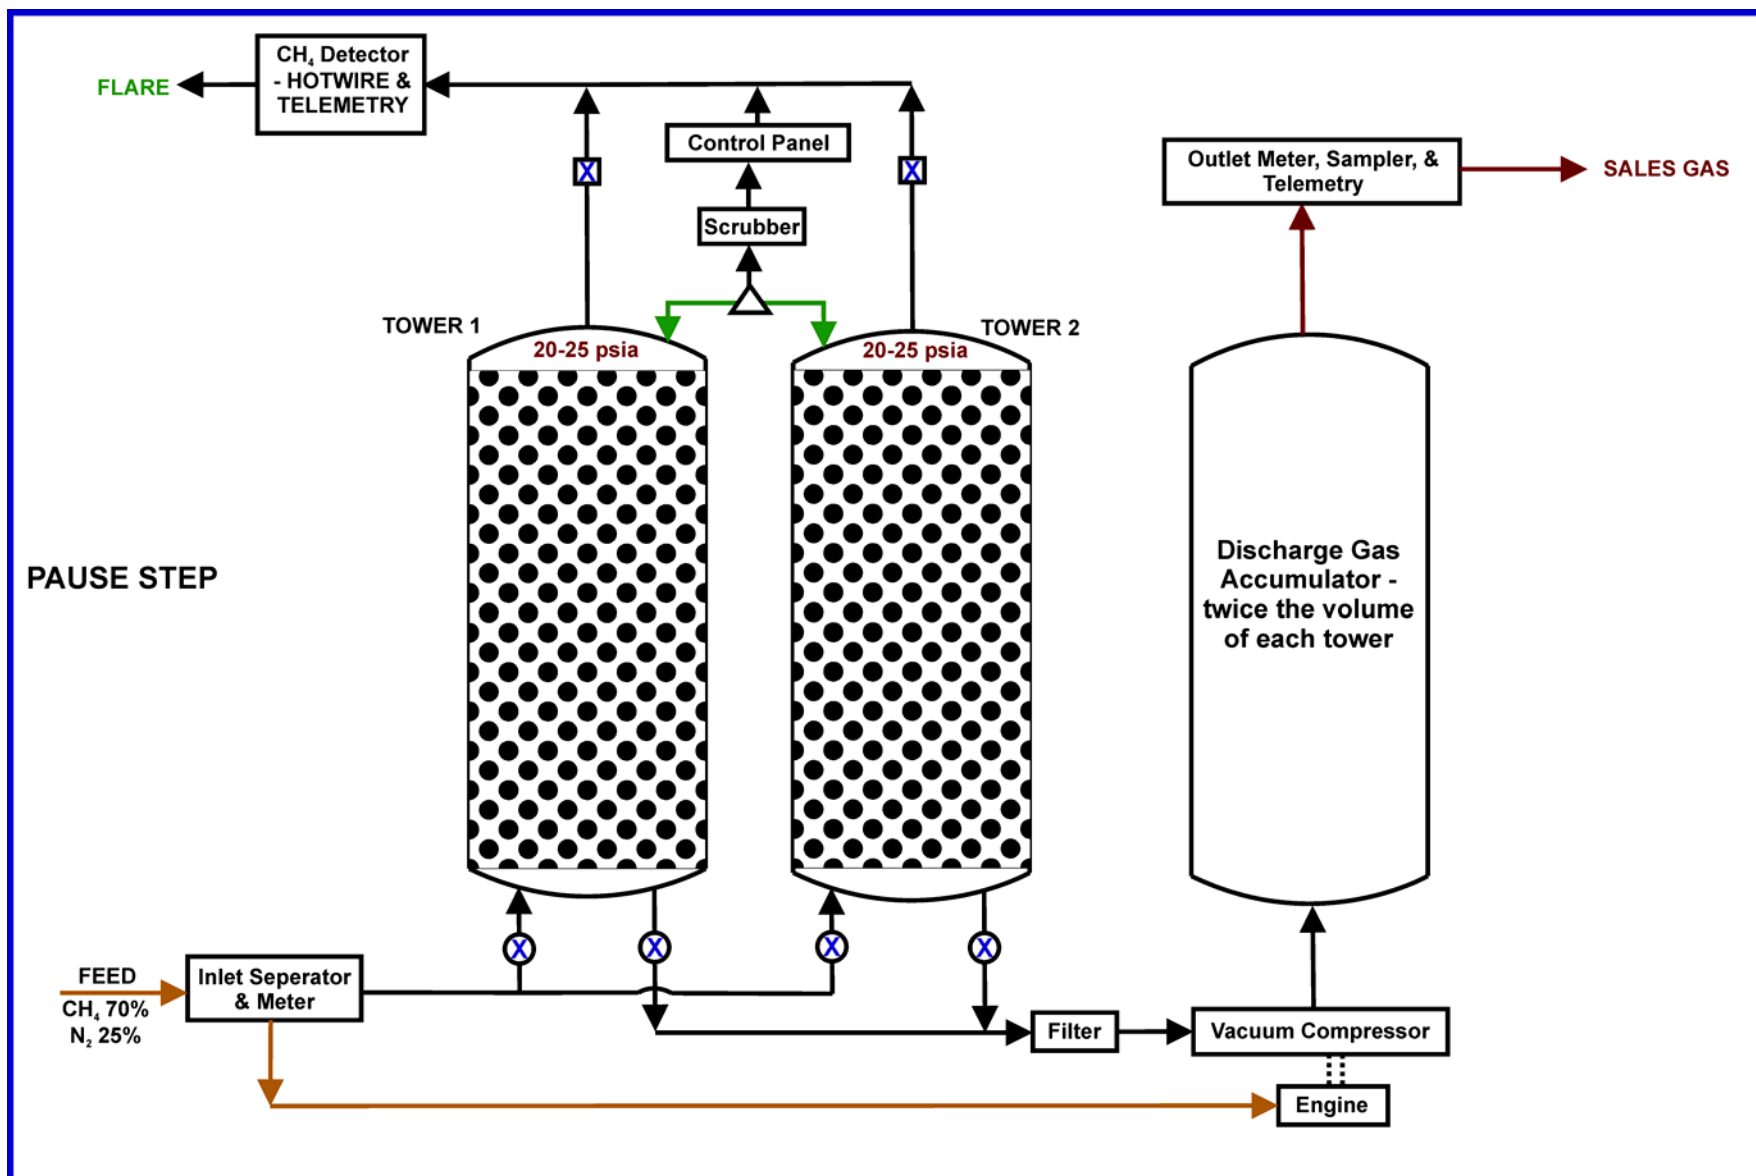 CH₄ Detector
- HOTWIRE &
TELEMETRY
FLARE
Control Panel
X
X
Scrubber
Outlet Meter, Sampler, &
Telemetry
SALES GAS
TOWER 1
TOWER 2
20-25 psia
20-25 psia
PAUSE STEP
Discharge Gas
Accumulator -
twice the volume
of each tower
X
X
X
X
FEED
CH₄ 70%
N₂ 25%
Inlet Seperator
& Meter
Filter
Vacuum Compressor
Engine